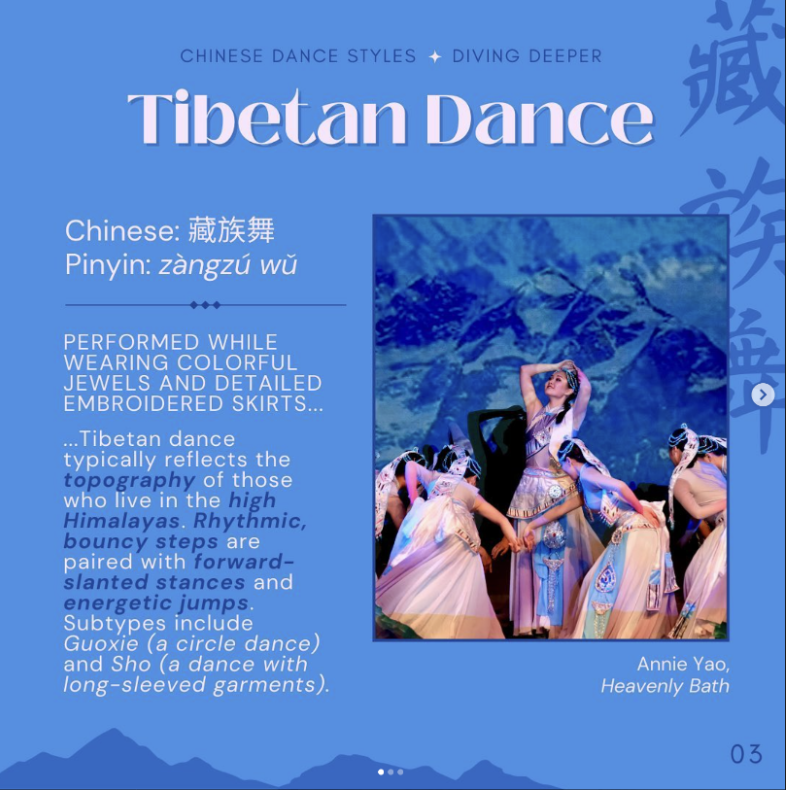 CHINESE DANCE STYLES ✦ DIVING DEEPER
Tibetan Dance
藏族舞
Chinese: 藏族舞
Pinyin: zàngzú wǔ
PERFORMED WHILE
WEARING COLORFUL
JEWELS AND DETAILED
EMBROIDERED SKIRTS...
...Tibetan dance
typically reflects the
topography of those
who live in the high
Himalayas. Rhythmic,
bouncy steps are
paired with forward-
slanted stances and
energetic jumps.
Subtypes include
Guoxie (a circle dance)
and Sho (a dance with
long-sleeved garments).
Annie Yao,
Heavenly Bath
03